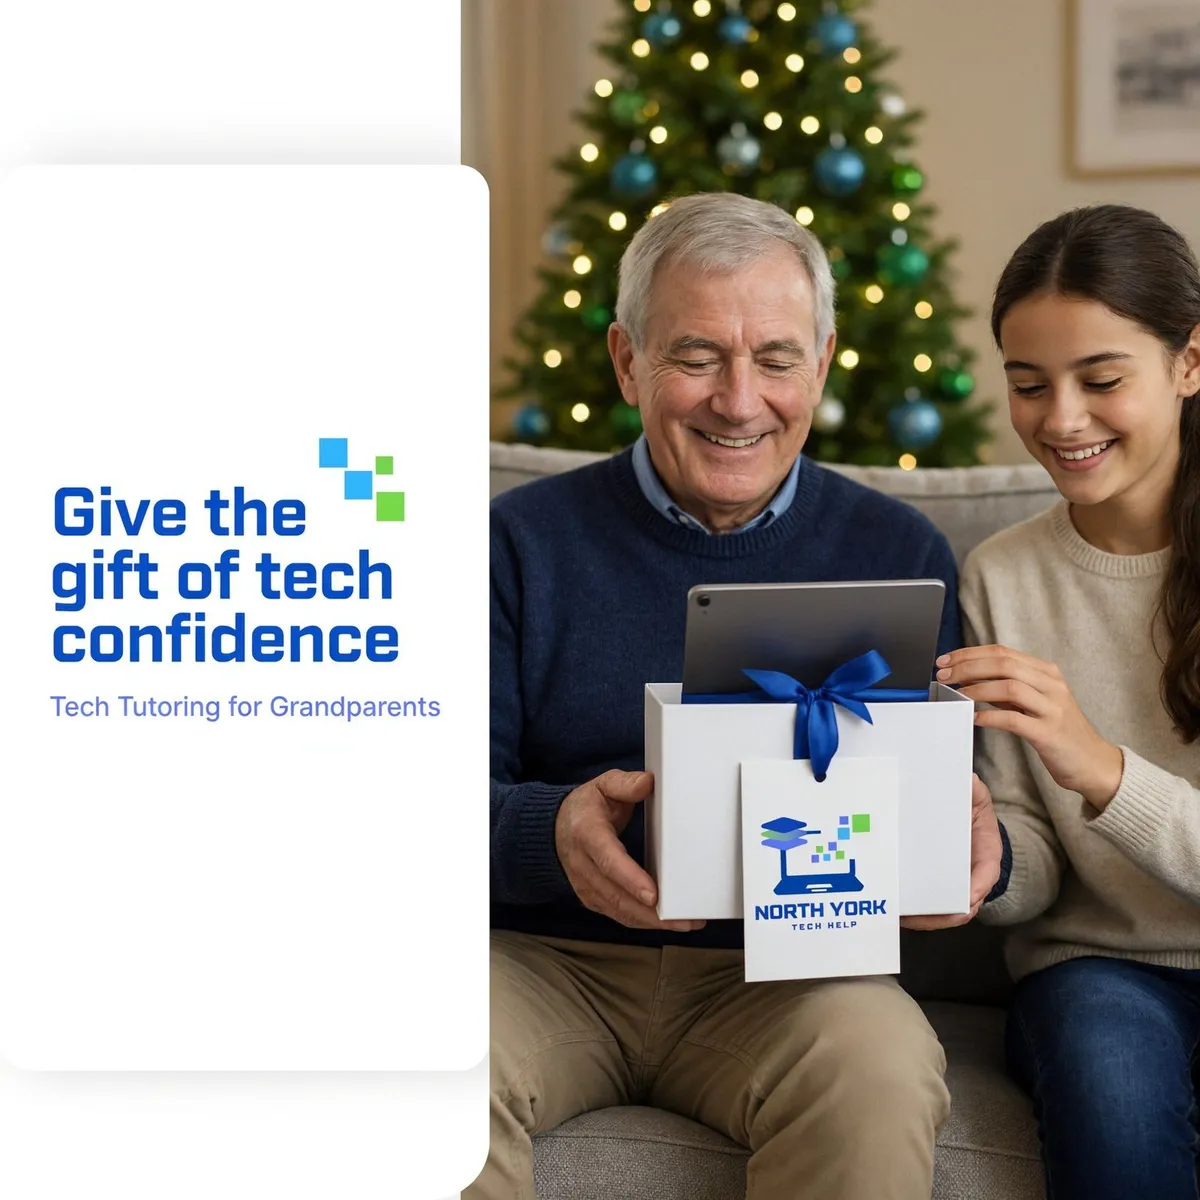 Give the
gift of tech
confidence
Tech Tutoring for Grandparents
NORTH YORK
TECH HELP